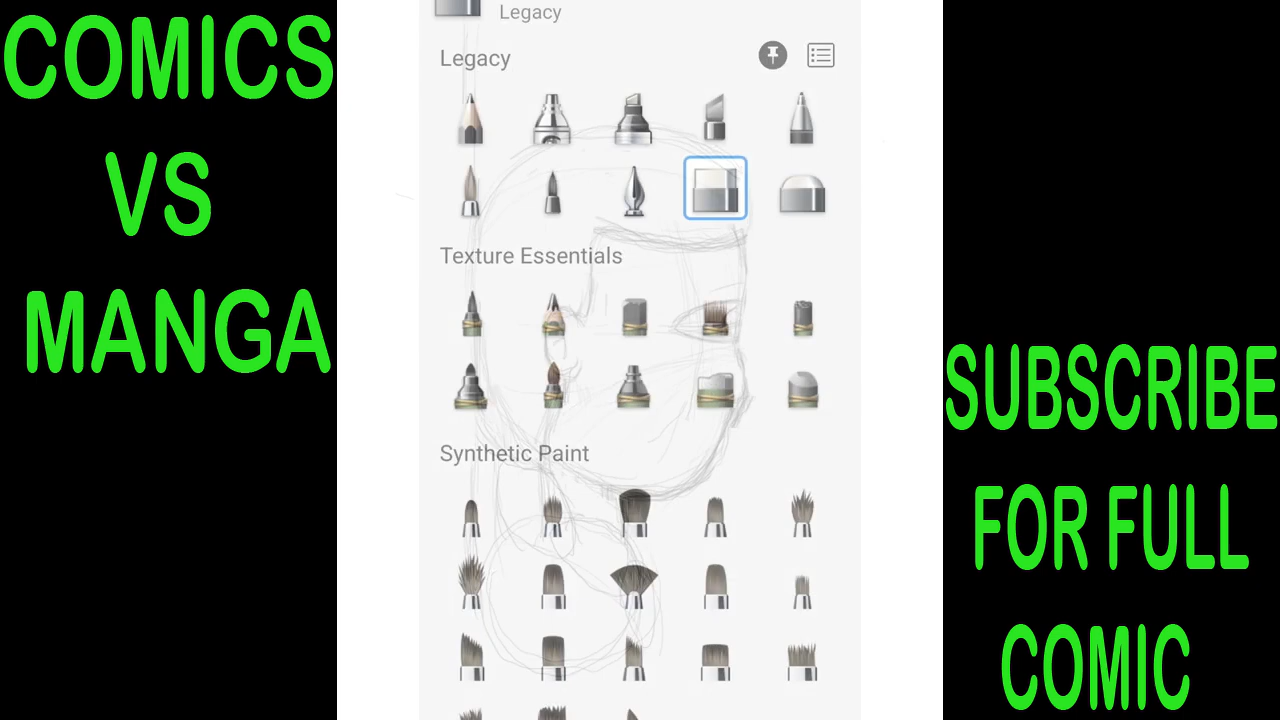 COMICS
VS
MANGA
Legacy
Legacy
Texture Essentials
Synthetic Paint
SUBSCRIBE
FOR FULL
COMIC